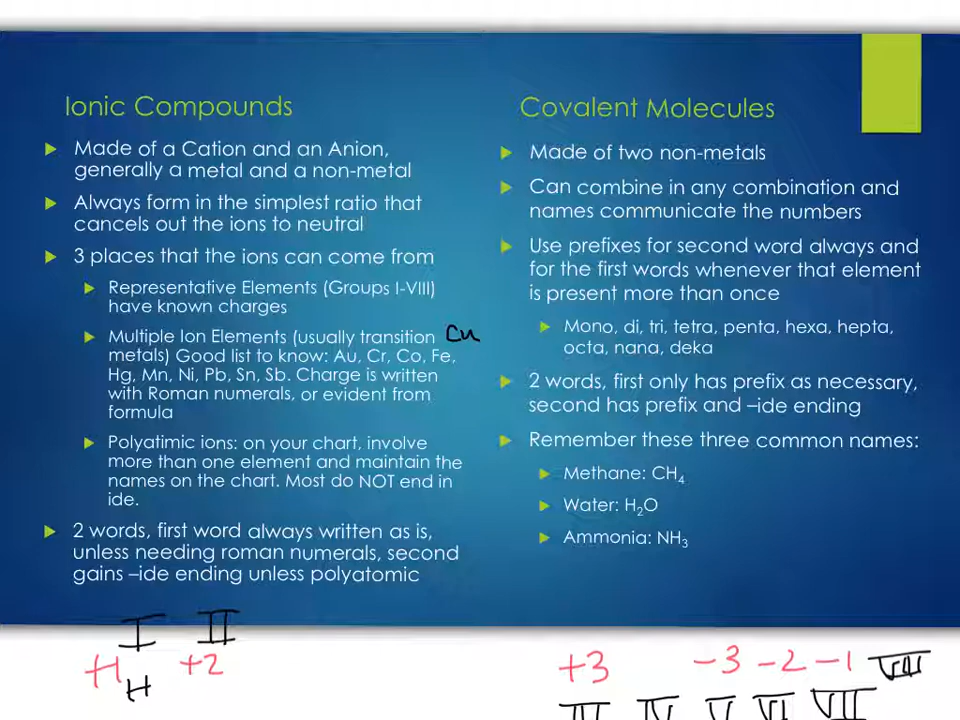 Ionic Compounds
Made of a Cation and an Anion,
generally a metal and a non-metal
Always form in the simplest ratio that
cancels out the ions to neutral
3 places that the ions can come from
Representative Elements (Groups I-VIII)
have known charges
Multiple Ion Elements (usually transition Cu
metals) Good list to know: Au, Cr, Co, Fe,
Hg, Mn, Ni, Pb, Sn, Sb. Charge is written
with Roman numerals, or evident from
formula
Polyatimic ions: on your chart, involve
more than one element and maintain the
names on the chart. Most do NOT end in
ide.
2 words, first word always written as is,
unless needing roman numerals, second
gains –ide ending unless polyatomic
Covalent Molecules
Made of two non-metals
Can combine in any combination and
names communicate the numbers
Use prefixes for second word always and
for the first words whenever that element
is present more than once
Mono, di, tri, tetra, penta, hexa, hepta,
octa, nana, deka
2 words, first only has prefix as necessary,
second has prefix and –ide ending
Remember these three common names:
Methane: CH₄
Water: H₂O
Ammonia: NH₃
I II
+1 +2
H
+3 -3 -2 -1
III IV V VI VII